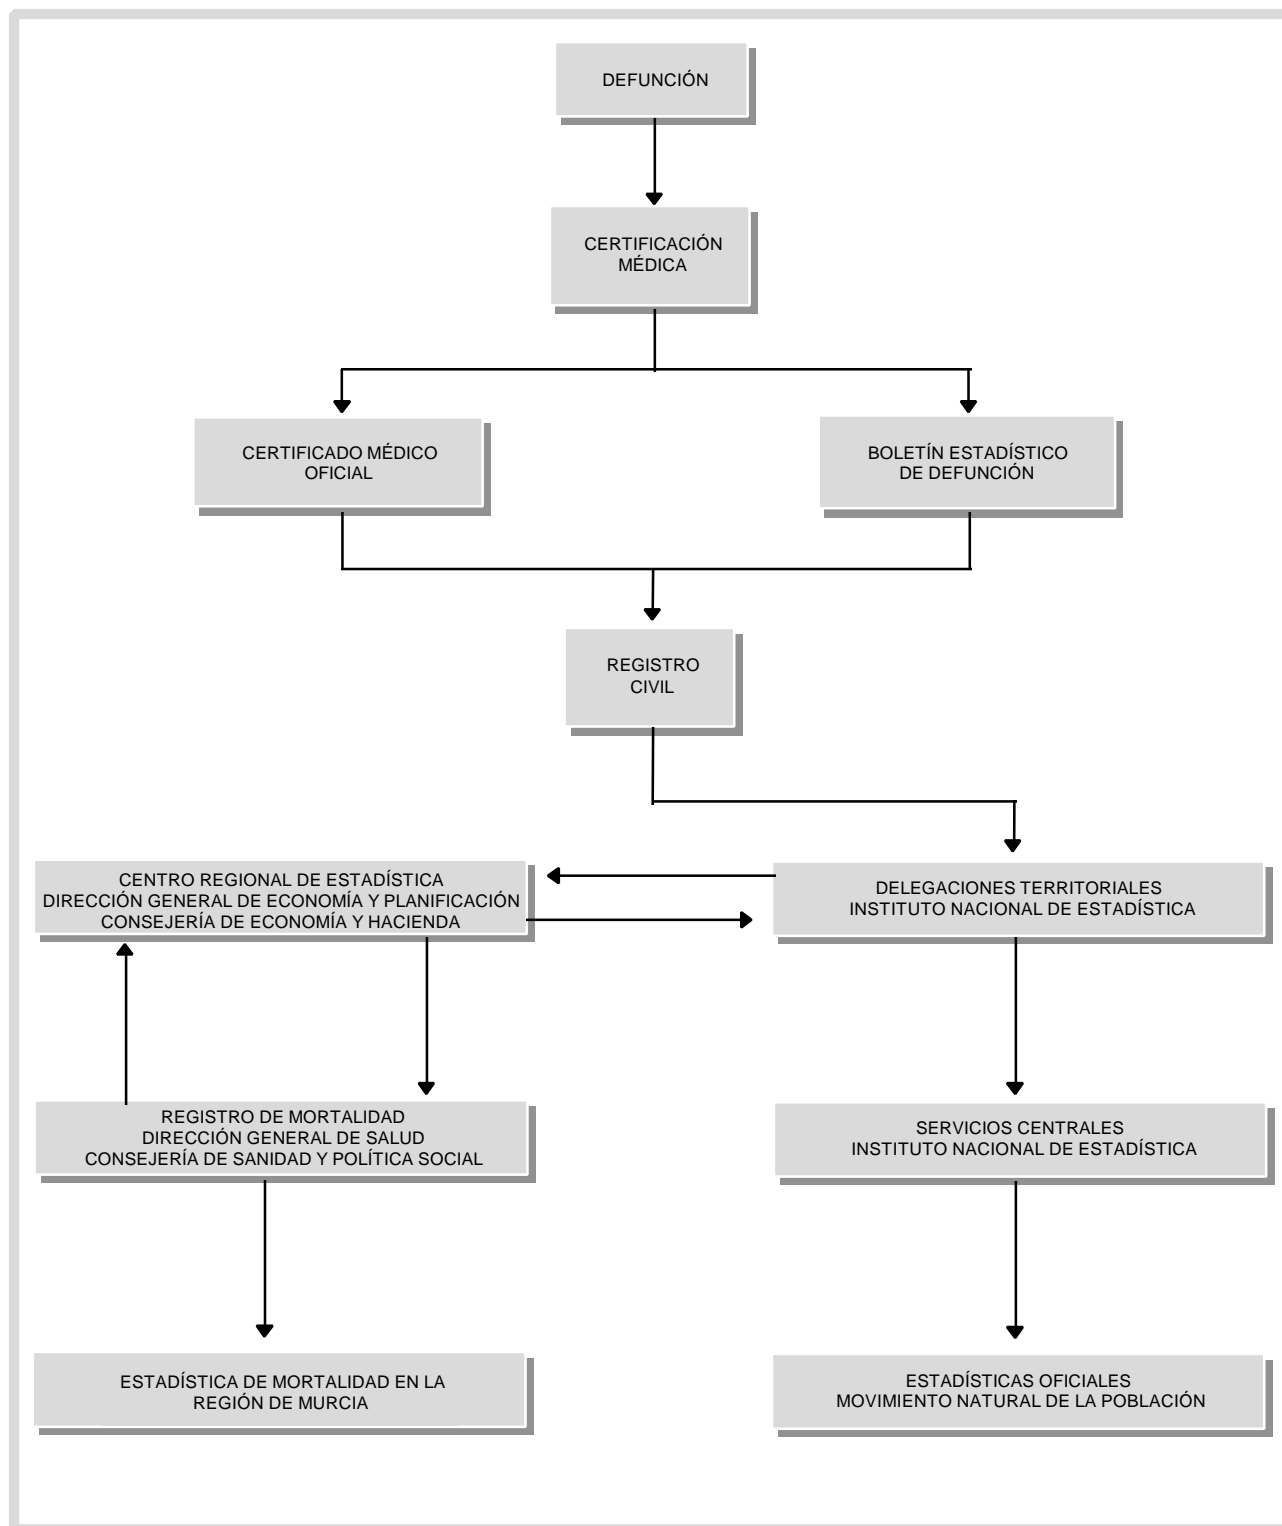 DEFUNCIÓN
CERTIFICACIÓN
MÉDICA
CERTIFICADO MÉDICO
OFICIAL
BOLETÍN ESTADÍSTICO
DE DEFUNCIÓN
REGISTRO
CIVIL
CENTRO REGIONAL DE ESTADÍSTICA
DIRECCIÓN GENERAL DE ECONOMÍA Y PLANIFICACIÓN
CONSEJERÍA DE ECONOMÍA Y HACIENDA
DELEGACIONES TERRITORIALES
INSTITUTO NACIONAL DE ESTADÍSTICA
REGISTRO DE MORTALIDAD
DIRECCIÓN GENERAL DE SALUD
CONSEJERÍA DE SANIDAD Y POLÍTICA SOCIAL
SERVICIOS CENTRALES
INSTITUTO NACIONAL DE ESTADÍSTICA
ESTADÍSTICA DE MORTALIDAD EN LA
REGIÓN DE MURCIA
ESTADÍSTICAS OFICIALES
MOVIMIENTO NATURAL DE LA POBLACIÓN